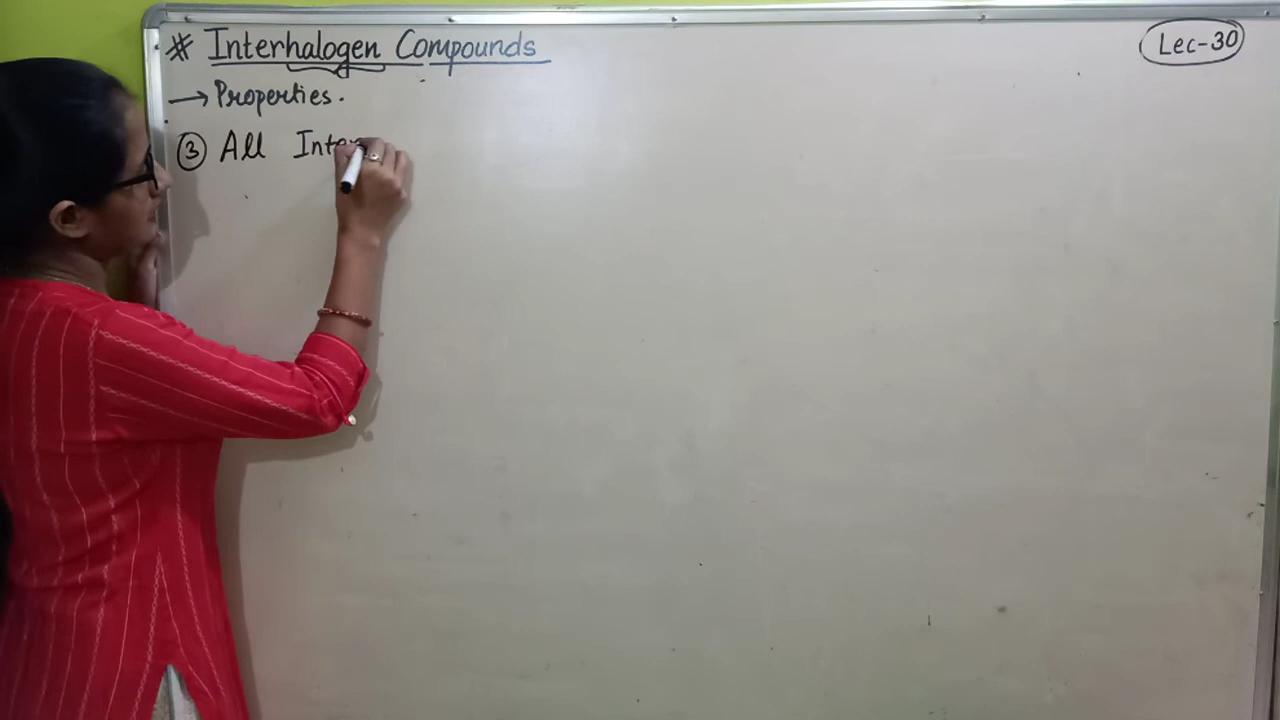 # Interhalogen Compounds
Lec-30
→ Properties.
③ All Inter